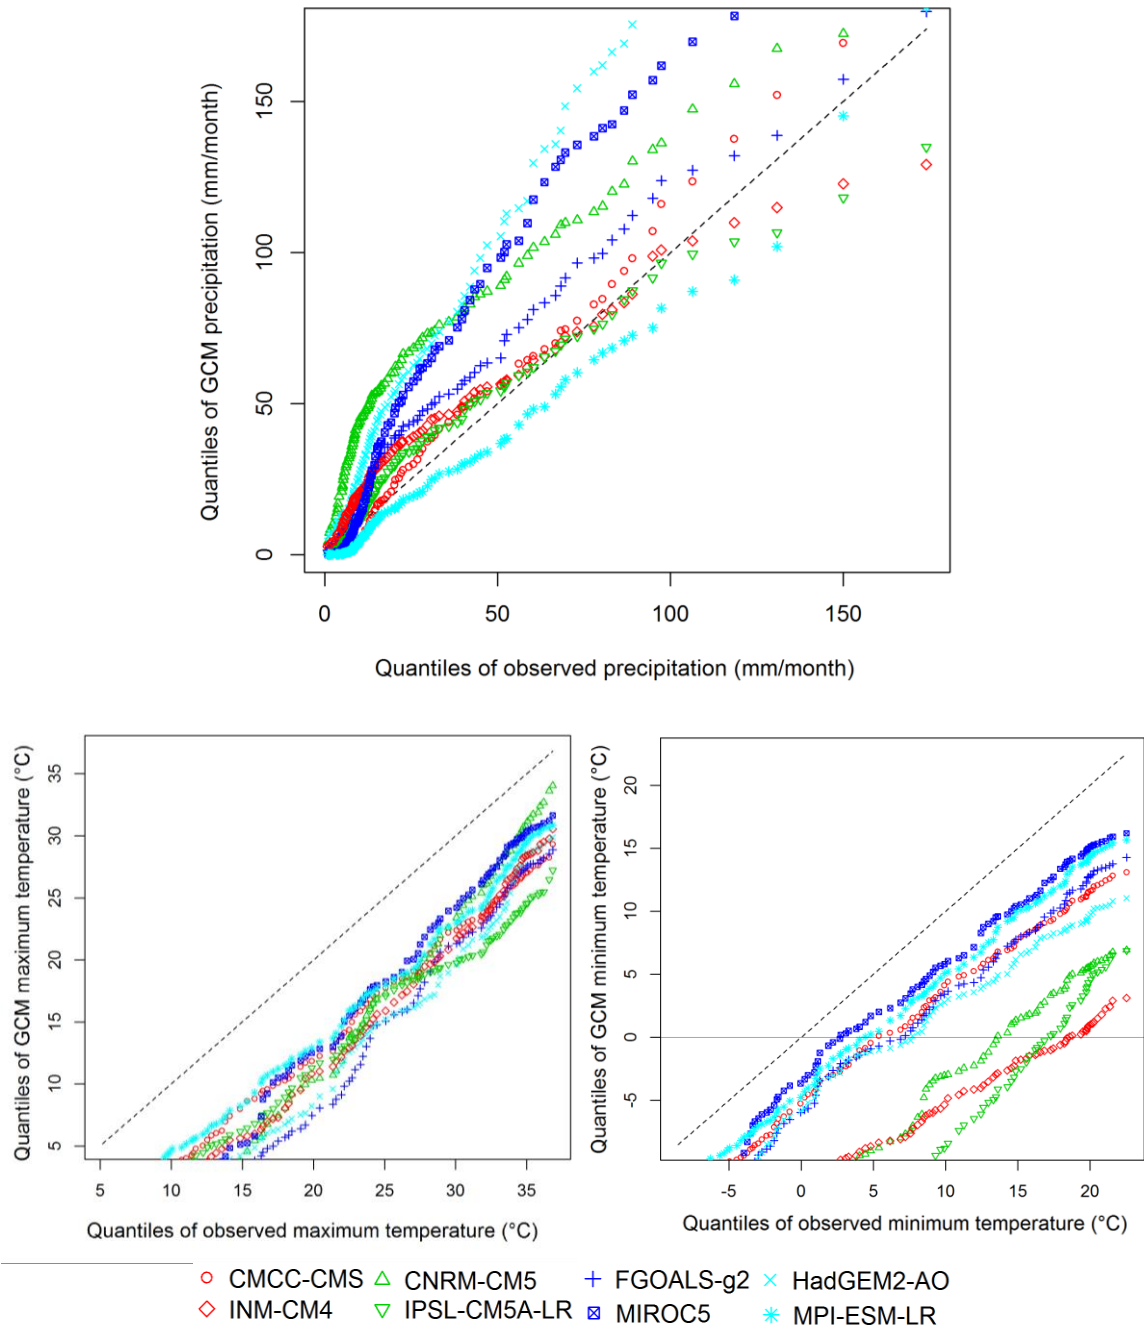 150
100
50
0
Quantiles of GCM precipitation (mm/month)
0 50 100 150
Quantiles of observed precipitation (mm/month)
35
30
25
20
15
10
5
Quantiles of GCM maximum temperature (°C)
5 10 15 20 25 30 35
Quantiles of observed maximum temperature (°C)
20
15
10
5
0
-5
Quantiles of GCM minimum temperature (°C)
-5 0 5 10 15 20
Quantiles of observed minimum temperature (°C)
CMCC-CMS CNRM-CM5 FGOALS-g2 HadGEM2-AO
INM-CM4 IPSL-CM5A-LR MIROC5 MPI-ESM-LR